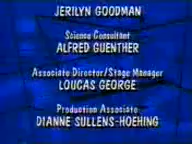 JERILYN GOODMAN
Science Consultant
ALFRED GUENTHER
Associate Director/Stage Manager
LOUCAS GEORGE
Production Associate
DIANNE SULLENS-HOEHING